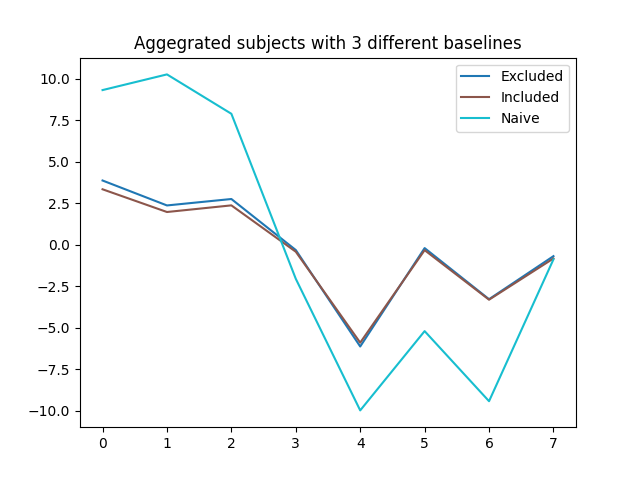 Aggegrated subjects with 3 different baselines
10.0
7.5
5.0
2.5
0.0
−2.5
−5.0
−7.5
−10.0
Excluded
Included
Naive
0 1 2 3 4 5 6 7